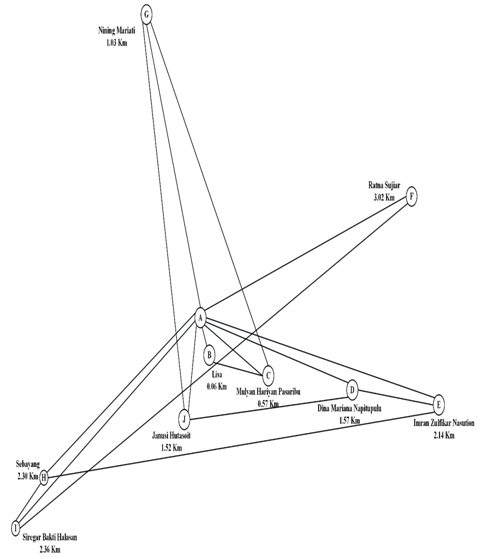 G
Nining Mariati
1.03 Km
Ratna Sujiar
3.02 Km
F
A
B
Lisa
0.06 Km
C
Mulyan Hariyan Pasaribu
0.57 Km
D
Dina Mariana Napitupulu
1.57 Km
E
Imran Zulfikar Nasution
2.14 Km
J
Janusi Hutasoit
1.52 Km
Sebayang
2.30 Km
H
I
Siregar Bakti Halasan
2.36 Km